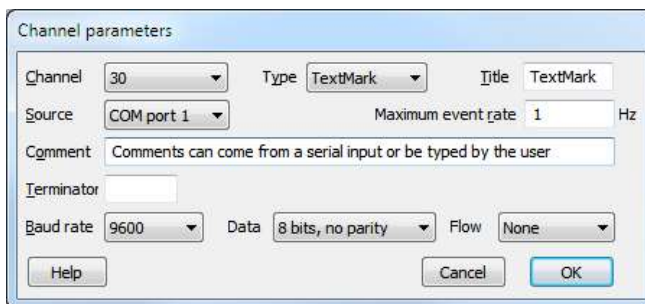 Channel parameters
Channel 30 Type TextMark Title TextMark
Source COM port 1 Maximum event rate 1 Hz
Comment Comments can come from a serial input or be typed by the user
Terminator
Baud rate 9600 Data 8 bits, no parity Flow None
Help Cancel OK